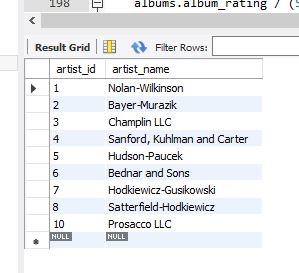 198
albums.album_rating / (
Result Grid
Filter Rows:
artist_id artist_name
1 Nolan-Wilkinson
2 Bayer-Murazik
3 Champlin LLC
4 Sanford, Kuhlman and Carter
5 Hudson-Paucek
6 Bednar and Sons
7 Hodkiewicz-Gusikowski
8 Satterfield-Hodkiewicz
10 Prosacco LLC
NULL NULL